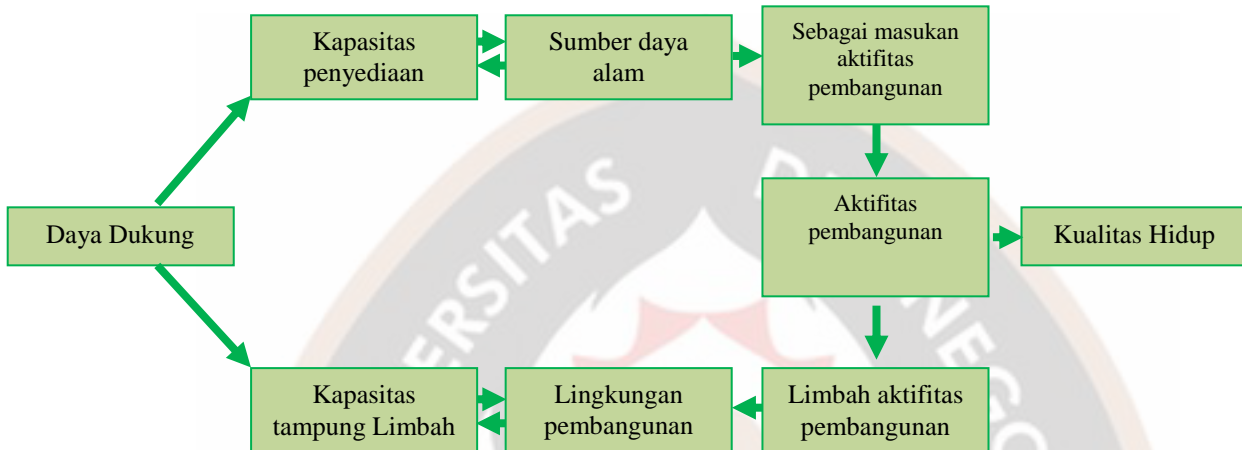 Kapasitas
penyediaan
Sumber daya
alam
Sebagai masukan
aktifitas
pembangunan
Daya Dukung
Aktifitas
pembangunan
Kualitas Hidup
Kapasitas
tampung Limbah
Lingkungan
pembangunan
Limbah aktifitas
pembangunan